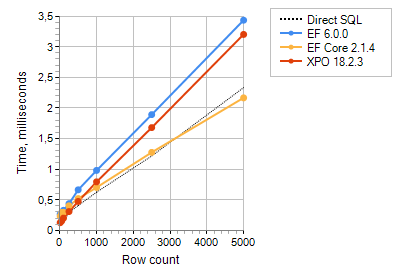 3,5
3
2,5
2
1,5
1
0,5
0
Time, milliseconds
0
1000
2000
3000
4000
5000
Row count
Direct SQL
EF 6.0.0
EF Core 2.1.4
XPO 18.2.3